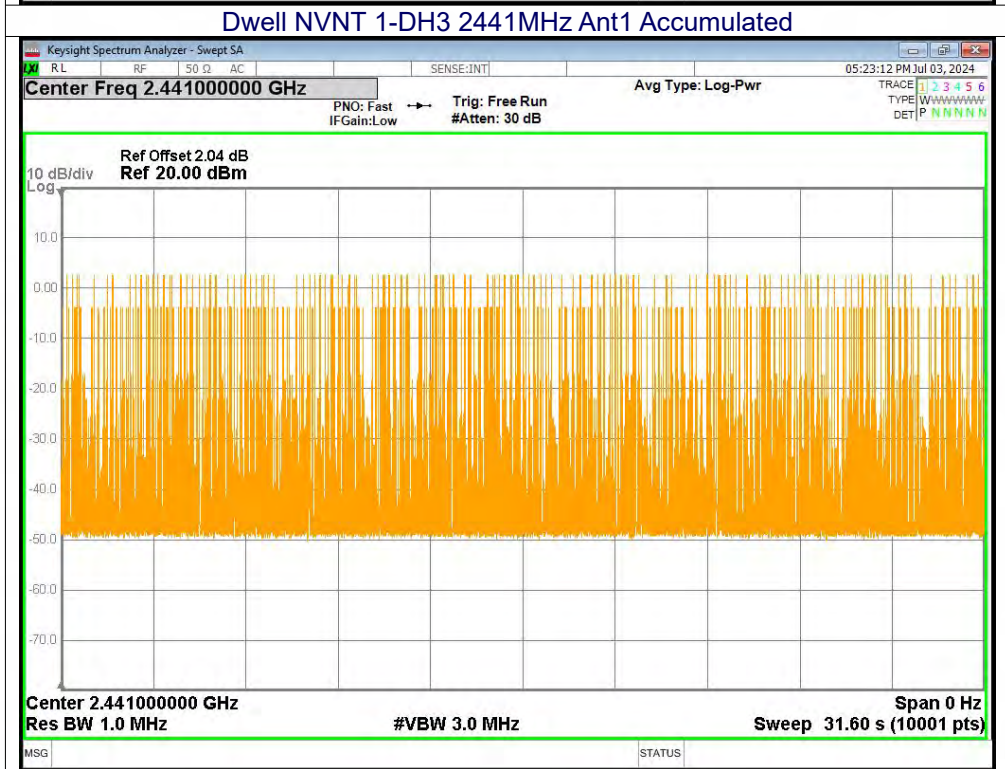 Dwell NVNT 1-DH3 2441MHz Ant1 Accumulated
Keysight Spectrum Analyzer - Swept SA
LXI RL RF 50 Ω AC SENSE:INT 05:23:12 PM Jul 03, 2024
Center Freq 2.441000000 GHz Avg Type: Log-Pwr TRACE 1 2 3 4 5 6
PNO: Fast Trig: Free Run TYPE WWWWWWW
IFGain:Low #Atten: 30 dB DET P N N N N N
Ref Offset 2.04 dB
10 dB/div Ref 20.00 dBm
Log
10.0
0.00
-10.0
-20.0
-30.0
-40.0
-50.0
-60.0
-70.0
Center 2.441000000 GHz Span 0 Hz
Res BW 1.0 MHz #VBW 3.0 MHz Sweep 31.60 s (10001 pts)
MSG STATUS